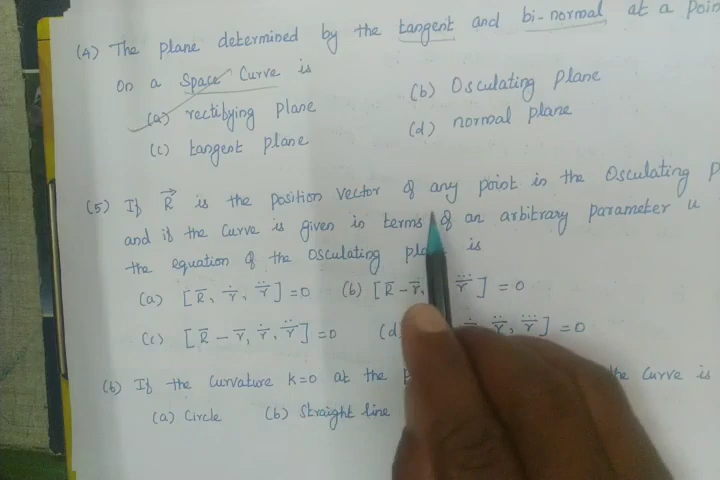 (4) The plane determined by the tangent and bi-normal at a
on a Space Curve is
(a) rectifying plane (b) Osculating plane
(c) tangent plane (d) normal plane
(5) If R⃗ is the position vector of any point in the Osculating
and if the curve is given in terms of an arbitrary parameter u
the equation of the Osculating is
(a) [R̅, ṙ̅, r̈̅] = 0 (b) [R̅ - r̅, r⃛̅] = 0
(c) [R̅ - r̅, ṙ̅, r̈̅] = 0 (d) ṙ̅, r̈̅, r⃛̅] = 0
(6) If the curvature K=0 at the the curve is
(a) Circle (b) Straight line